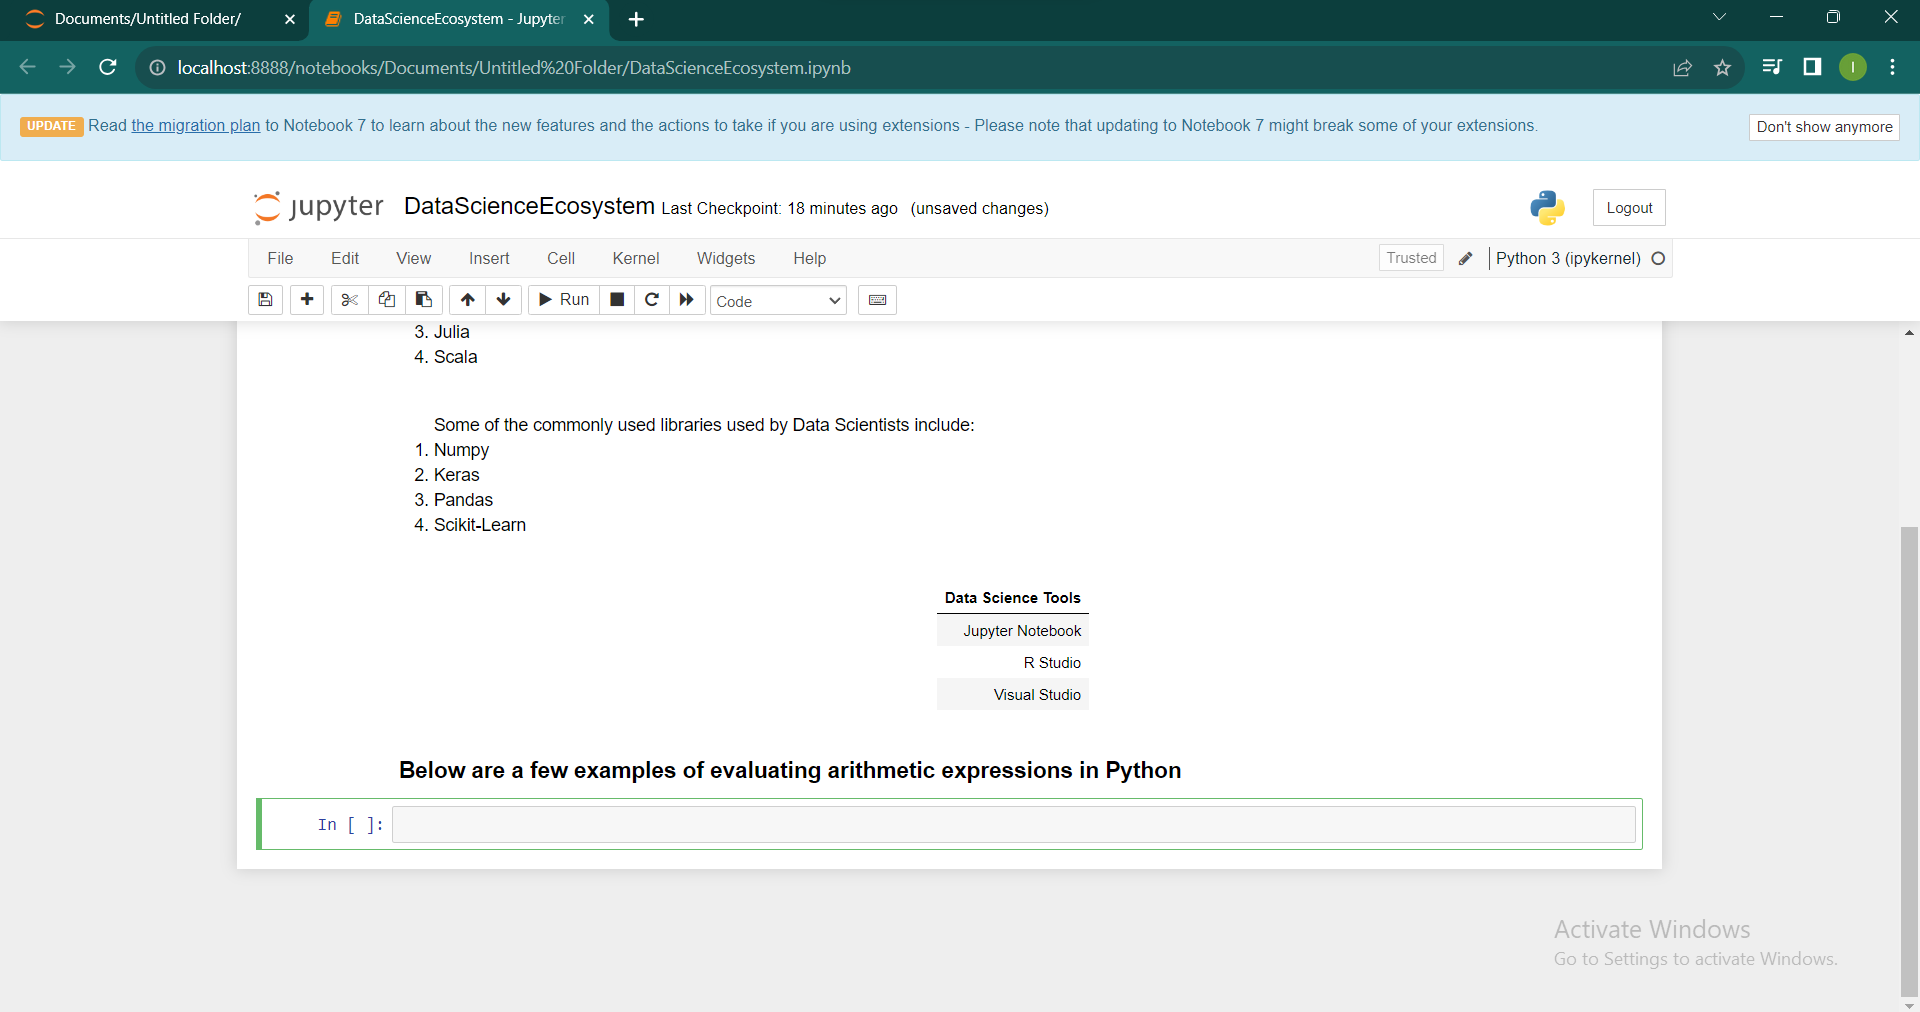 Documents/Untitled Folder/
DataScienceEcosystem - Jupyter
localhost:8888/notebooks/Documents/Untitled%20Folder/DataScienceEcosystem.ipynb
I
UPDATE Read the migration plan to Notebook 7 to learn about the new features and the actions to take if you are using extensions - Please note that updating to Notebook 7 might break some of your extensions.
Don't show anymore
jupyter DataScienceEcosystem Last Checkpoint: 18 minutes ago (unsaved changes)
Logout
File Edit View Insert Cell Kernel Widgets Help
Trusted Python 3 (ipykernel)
Run Code
3. Julia
4. Scala
Some of the commonly used libraries used by Data Scientists include:
1. Numpy
2. Keras
3. Pandas
4. Scikit-Learn
Data Science Tools
Jupyter Notebook
R Studio
Visual Studio
Below are a few examples of evaluating arithmetic expressions in Python
In [ ]:
Activate Windows
Go to Settings to activate Windows.